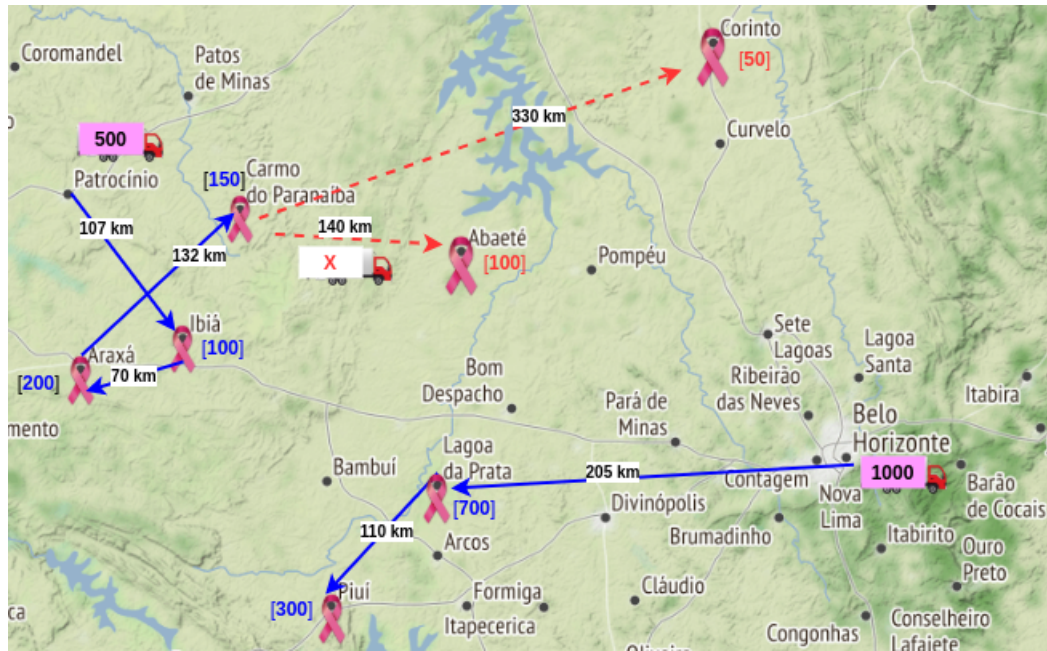 Corinto
[50]
Coromandel
Patos
de Minas
330 km
500
Curvelo
Carmo
do Paranaíba
[150]
Patrocínio
107 km
140 km
132 km
Abaeté
[100]
X
Pompéu
Ibiá
[100]
Sete
Lagoas
Lagoa
Santa
Araxá
70 km
[200]
Bom
Despacho
Ribeirão
das Neves
Itabira
mento
Pará de
Minas
Belo
Horizonte
Lagoa
da Prata
Bambuí
205 km
1000
Contagem
Barão
de Cocais
[700]
Divinópolis
Nova
Lima
110 km
Brumadinho
Itabirito
Arcos
Ouro
Preto
Piuí
[300]
Formiga
Cláudio
ca
Itapecerica
Congonhas
Conselheiro
Lafaiete